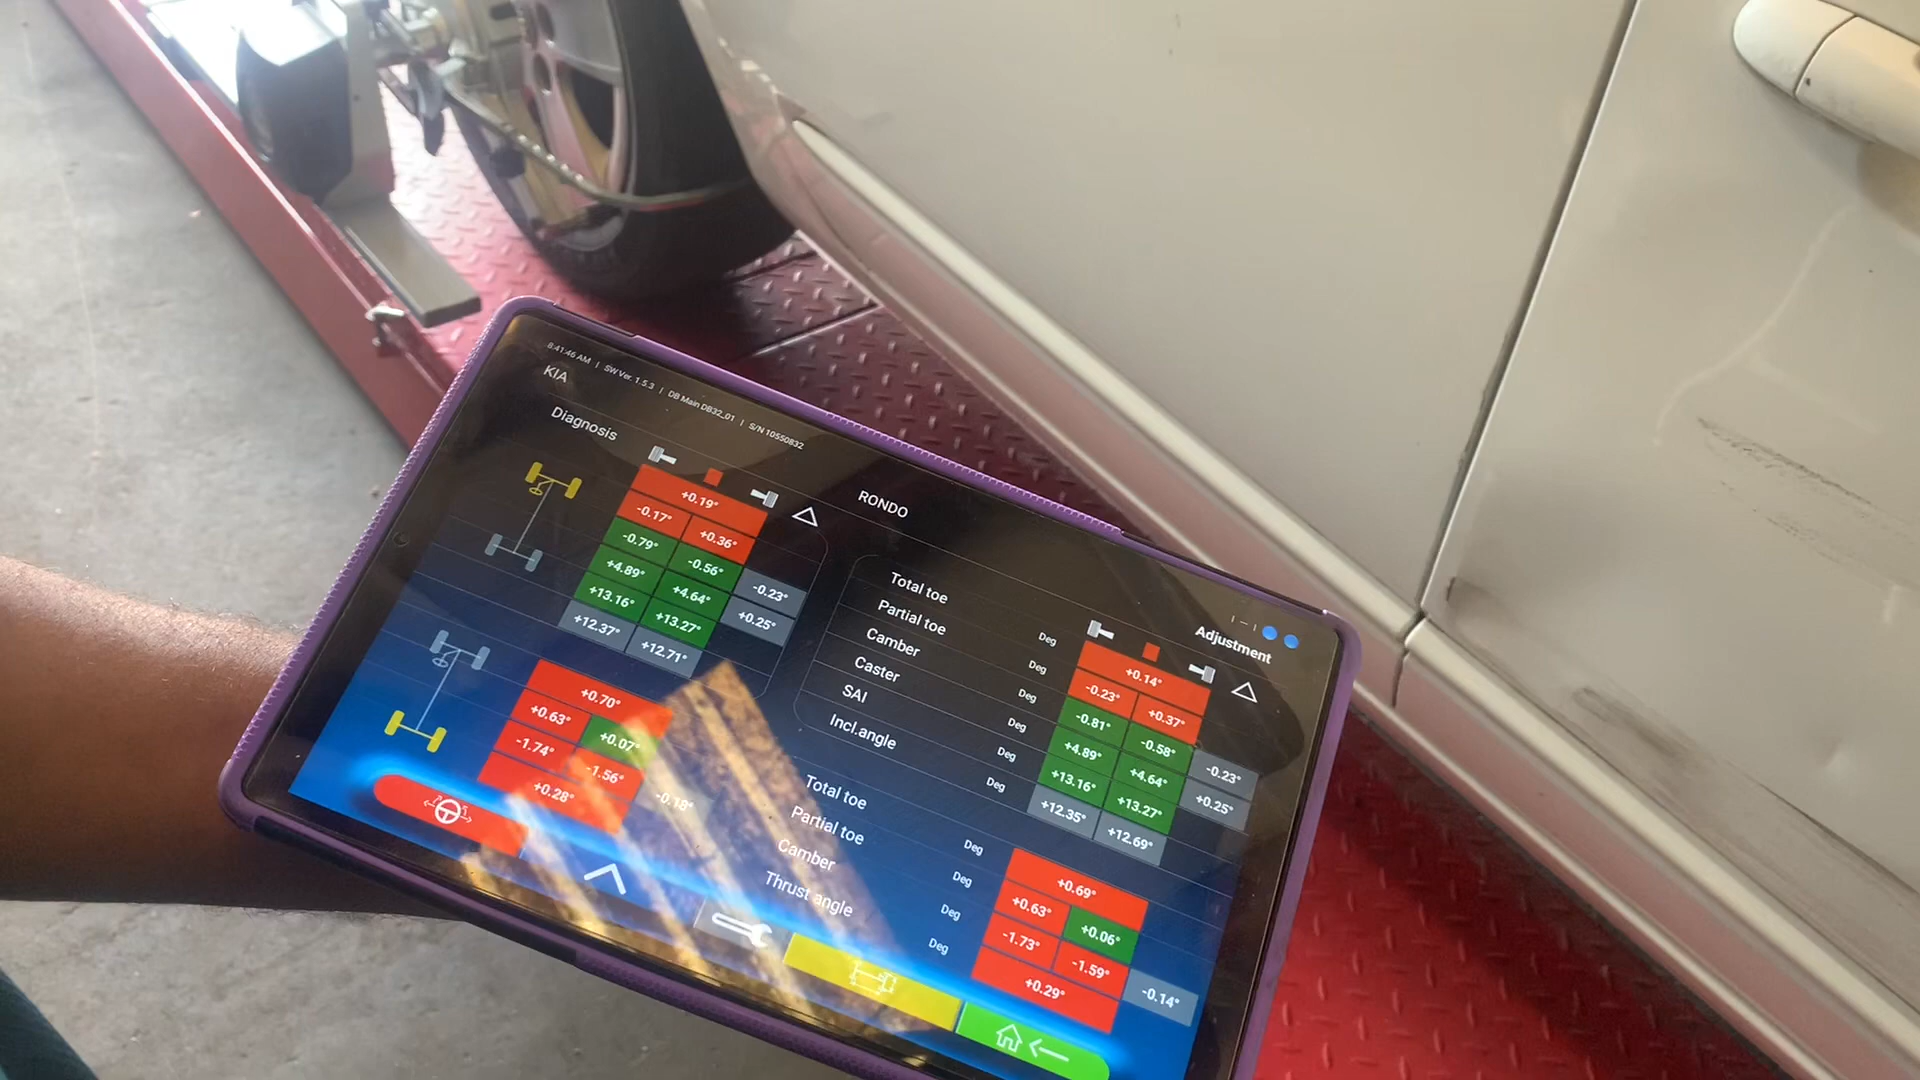 8:41:46 AM | SW Ver. 1.5.3 | DB Main DB32_01 | S/N 10550832
KIA
RONDO
Diagnosis
Adjustment
+0.19° Total toe Deg +0.14°
-0.17° +0.36° Partial toe Deg -0.23° +0.37°
-0.79° -0.56° -0.23° Camber Deg -0.81° -0.58° -0.23°
+4.89° +4.64° +0.25° Caster Deg +4.89° +4.64° +0.25°
+13.16° +13.27° SAI Deg +13.16° +13.27°
+12.37° +12.71° Incl.angle Deg +12.35° +12.69°
+0.70° Total toe Deg +0.69°
+0.63° +0.07° Partial toe Deg +0.63° +0.06°
-1.74° -1.56° -0.18° Camber Deg -1.73° -1.59° -0.14°
+0.28° Thrust angle Deg +0.29°